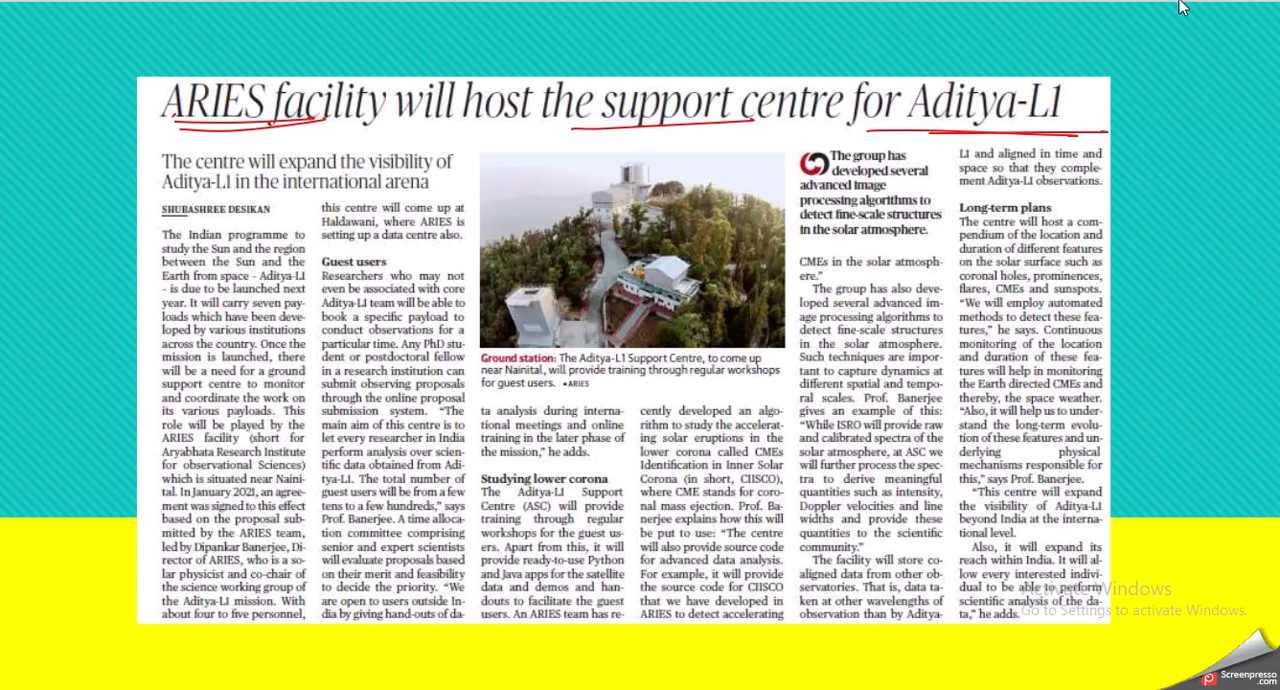 ARIES facility will host the support centre for Aditya-L1
The centre will expand the visibility of
Aditya-L1 in the international arena
SHUBASHREE DESIKAN
The Indian programme to
study the Sun and the region
between the Sun and the
Earth from space – Aditya-L1
– is due to be launched next
year. It will carry seven pay-
loads which have been deve-
loped by various institutions
across the country. Once the
mission is launched, there
will be a need for a ground
support centre to monitor
and coordinate the work on
its various payloads. This
role will be played by the
ARIES facility (short for
Aryabhata Research Institute
for observational Sciences)
which is situated near Naini-
tal. In January 2021, an agree-
ment was signed to this effect
based on the proposal sub-
mitted by the ARIES team,
led by Dipankar Banerjee, Di-
rector of ARIES, who is a so-
lar physicist and co-chair of
the science working group of
the Aditya-L1 mission. With
about four to five personnel,
this centre will come up at
Haldawani, where ARIES is
setting up a data centre also.
Guest users
Researchers who may not
even be associated with core
Aditya-L1 team will be able to
book a specific payload to
conduct observations for a
particular time. Any PhD stu-
dent or postdoctoral fellow
in a research institution can
submit observing proposals
through the online proposal
submission system. “The
main aim of this centre is to
let every researcher in India
perform analysis over scien-
tific data obtained from Adi-
tya-L1. The total number of
guest users will be from a few
tens to a few hundreds,” says
Prof. Banerjee. A time alloca-
tion committee comprising
senior and expert scientists
will evaluate proposals based
on their merit and feasibility
to decide the priority. “We
are open to users outside In-
dia by giving hand-outs of da-
Ground station: The Aditya-L1 Support Centre, to come up
near Nainital, will provide training through regular workshops
for guest users. •ARIES
ta analysis during interna-
tional meetings and online
training in the later phase of
the mission,” he adds.
Studying lower corona
The Aditya-L1 Support
Centre (ASC) will provide
training through regular
workshops for the guest us-
ers. Apart from this, it will
provide ready-to-use Python
and Java apps for the satellite
data and demos and han-
douts to facilitate the guest
users. An ARIES team has re-
cently developed an algo-
rithm to study the accelerat-
ing solar eruptions in the
lower corona called CMEs
Identification in Inner Solar
Corona (in short, CIISCO),
where CME stands for coro-
nal mass ejection. Prof. Ba-
nerjee explains how this will
be put to use: “The centre
will also provide source code
for advanced data analysis.
For example, it will provide
the source code for CIISCO
that we have developed in
ARIES to detect accelerating
The group has
developed several
advanced image
processing algorithms to
detect fine-scale structures
in the solar atmosphere.
CMEs in the solar atmosph-
ere.”
The group has also deve-
loped several advanced im-
age processing algorithms to
detect fine-scale structures
in the solar atmosphere.
Such techniques are impor-
tant to capture dynamics at
different spatial and tempo-
ral scales. Prof. Banerjee
gives an example of this:
“While ISRO will provide raw
and calibrated spectra of the
solar atmosphere, at ASC we
will further process the spec-
tra to derive meaningful
quantities such as intensity,
Doppler velocities and line
widths and provide these
quantities to the scientific
community.”
The facility will store co-
aligned data from other ob-
servatories. That is, data ta-
ken at other wavelengths of
observation than by Aditya-
L1 and aligned in time and
space so that they comple-
ment Aditya-L1 observations.
Long-term plans
The centre will host a com-
pendium of the location and
duration of different features
on the solar surface such as
coronal holes, prominences,
flares, CMEs and sunspots.
“We will employ automated
methods to detect these fea-
tures,” he says. Continuous
monitoring of the location
and duration of these fea-
tures will help in monitoring
the Earth directed CMEs and
thereby, the space weather.
“Also, it will help us to under-
stand the long-term evolu-
tion of these features and un-
derlying physical
mechanisms responsible for
this,” says Prof. Banerjee.
“This centre will expand
the visibility of Aditya-L1
beyond India at the interna-
tional level.
Also, it will expand its
reach within India. It will al-
low every interested indivi-
dual to be able to perform
scientific analysis of the da-
ta,” he adds.
Activate Windows
Go to Settings to activate Windows.
Screenpresso
.com